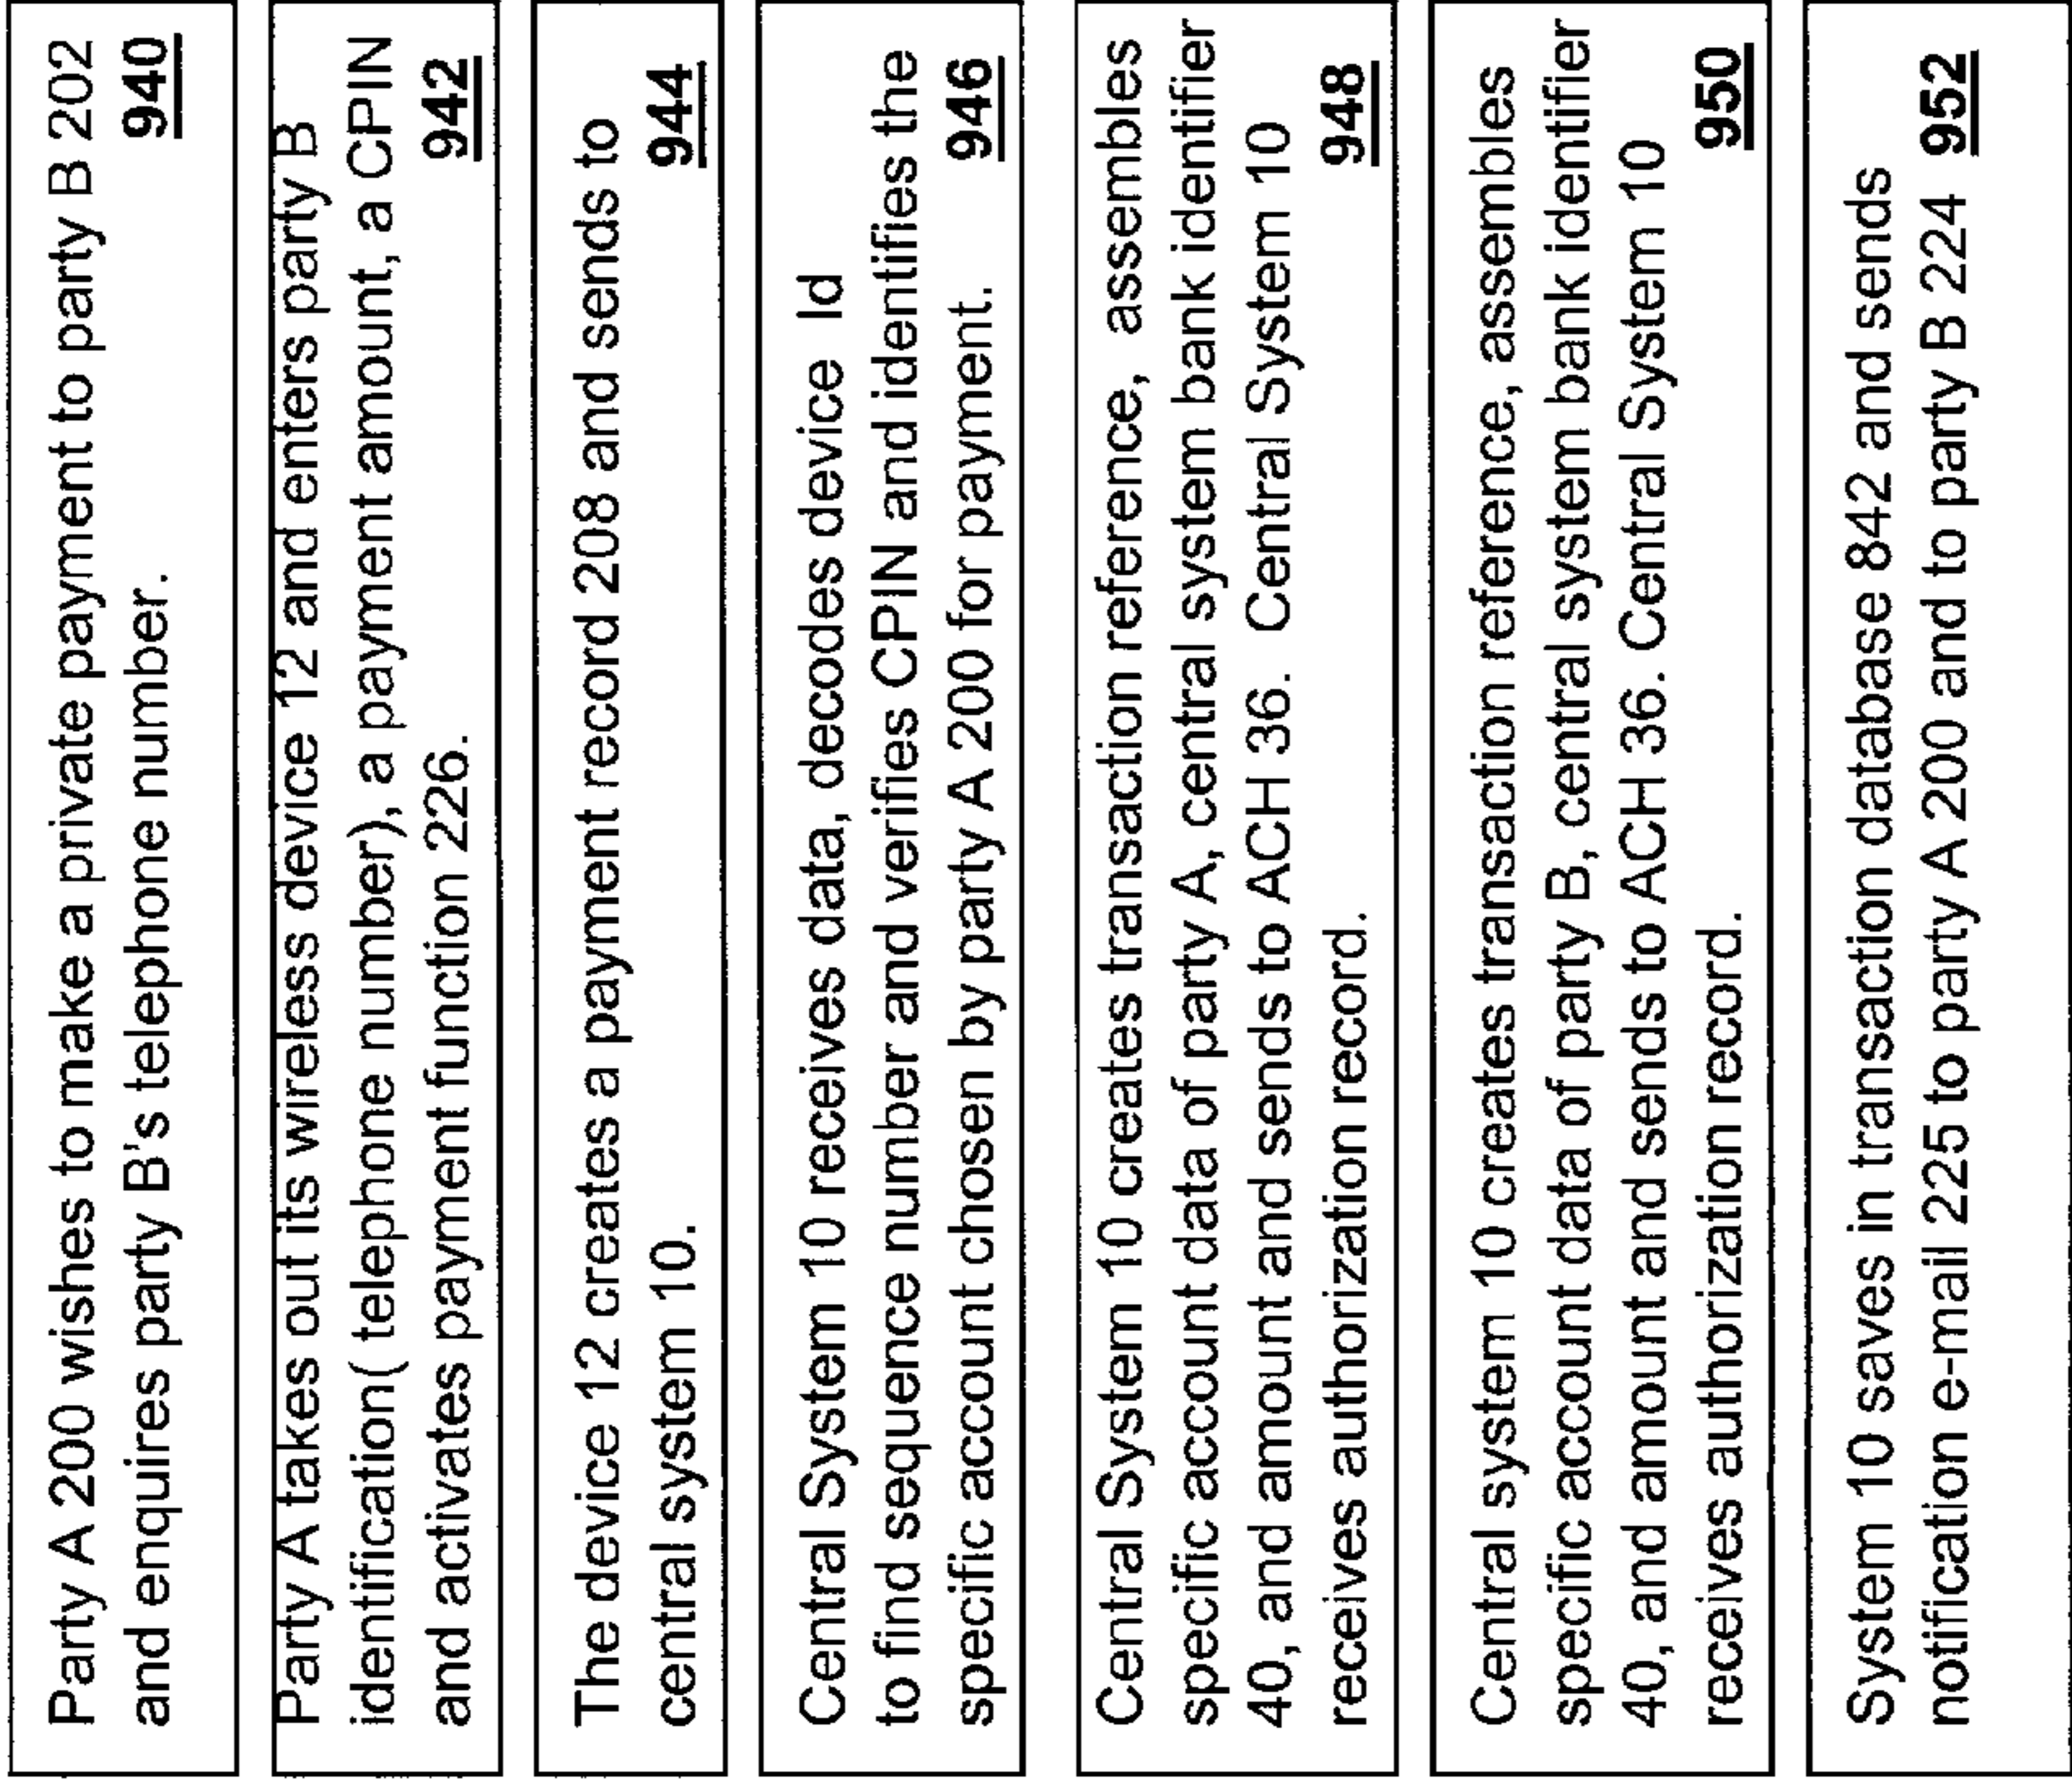 Party A 200 wishes to make a private payment to party B 202
and enquires party B's telephone number. 940
Party A takes out its wireless device 12 and enters party B
identification( telephone number), a payment amount, a CPIN
and activates payment function 226. 942
The device 12 creates a payment record 208 and sends to
central system 10. 944
Central System 10 receives data, decodes device Id
to find sequence number and verifies CPIN and identifies the
specific account chosen by party A 200 for payment. 946
Central System 10 creates transaction reference, assembles
specific account data of party A, central system bank identifier
40, and amount and sends to ACH 36. Central System 10
receives authorization record. 948
Central system 10 creates transaction reference, assembles
specific account data of party B, central system bank identifier
40, and amount and sends to ACH 36. Central System 10
receives authorization record. 950
System 10 saves in transaction database 842 and sends
notification e-mail 225 to party A 200 and to party B 224 952